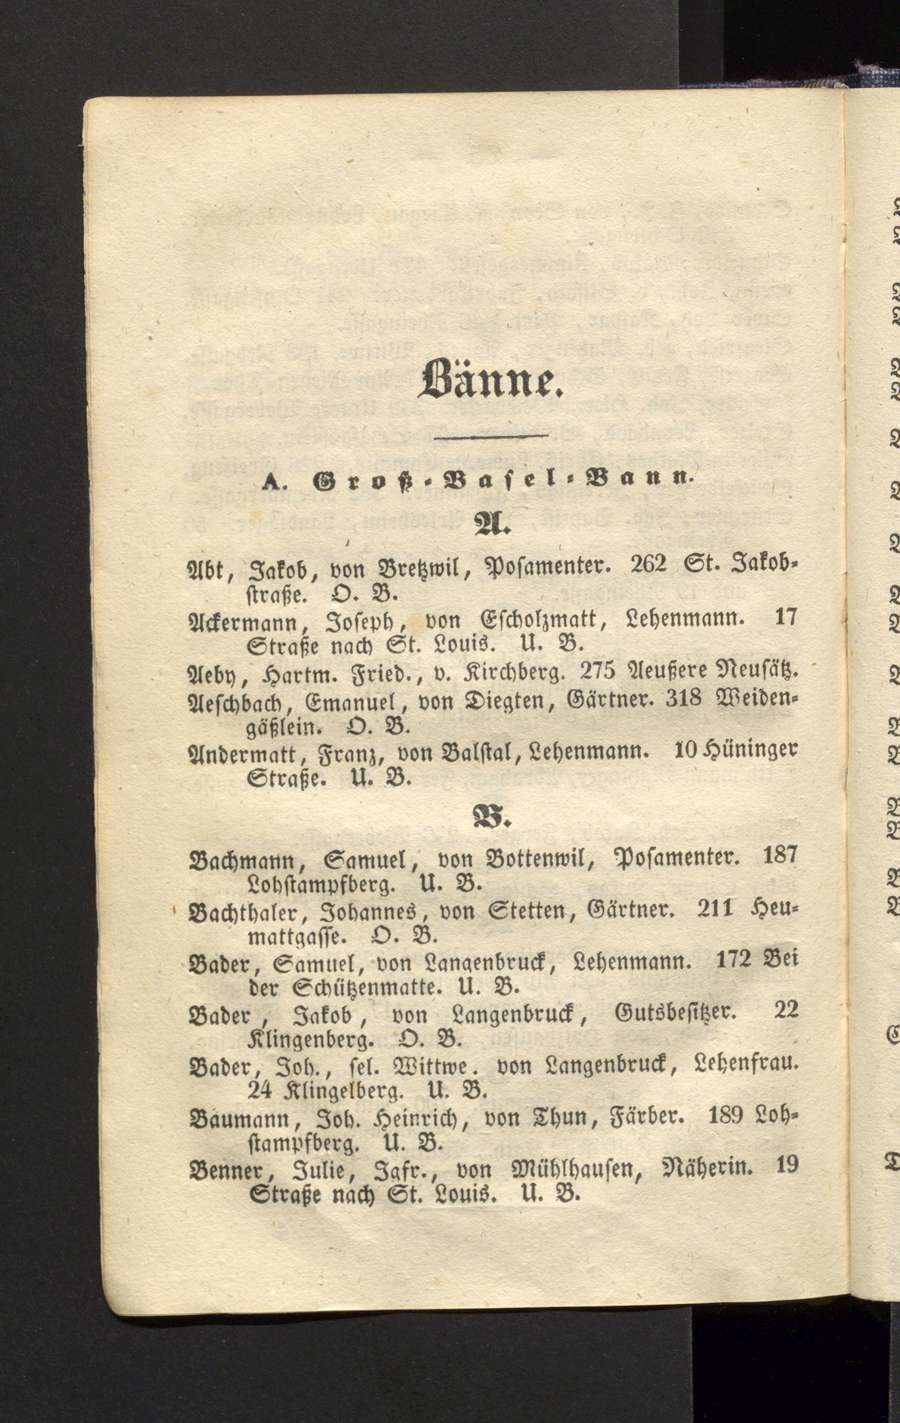 Bänne.
A. Groß-Basel-Bann.
A.
Abt, Jakob, von Bretzwil, Posamenter. 262 St. Jakob-
straße. O. B.
Ackermann, Joseph, von Escholzmatt, Lehenmann. 17
Straße nach St. Louis. U. B.
Aeby, Hartm. Fried., v. Kirchberg. 275 Aeußere Neusätz.
Aeschbach, Emanuel, von Diegten, Gärtner. 318 Weiden-
gäßlein. O. B.
Andermatt, Franz, von Balstal, Lehenmann. 10 Hüninger
Straße. U. B.
B.
Bachmann, Samuel, von Bottenwil, Posamenter. 187
Lohstampfberg. U. B.
Bachthaler, Johannes, von Stetten, Gärtner. 211 Heu-
mattgasse. O. B.
Bader, Samuel, von Langenbruck, Lehenmann. 172 Bei
der Schützenmatte. U. B.
Bader, Jakob, von Langenbruck, Gutsbesitzer. 22
Klingenberg. O. B.
Bader, Joh., sel. Wittwe. von Langenbruck, Lehenfrau.
24 Klingelberg. U. B.
Baumann, Joh. Heinrich, von Thun, Färber. 189 Loh-
stampfberg. U. B.
Benner, Julie, Jgfr., von Mühlhausen, Näherin. 19
Straße nach St. Louis. U. B.